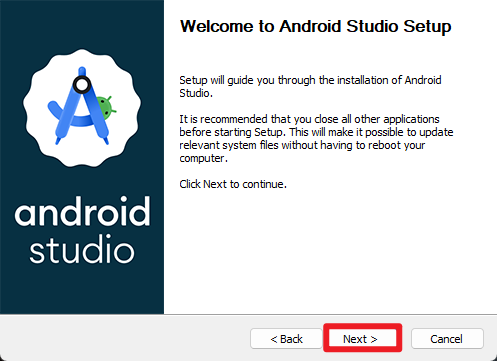 Welcome to Android Studio Setup
Setup will guide you through the installation of Android
Studio.
It is recommended that you close all other applications
before starting Setup. This will make it possible to update
relevant system files without having to reboot your
computer.
Click Next to continue.
android
studio
< Back
Next >
Cancel